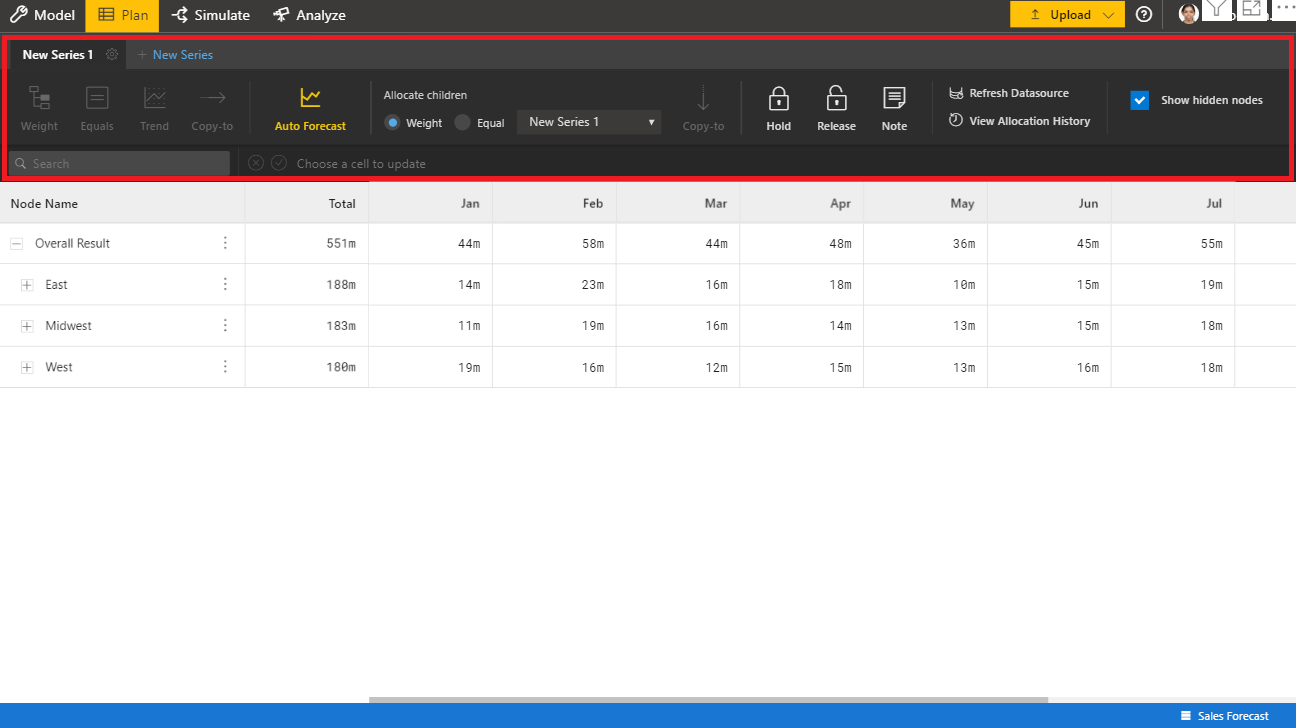 Model Plan Simulate Analyze Upload
New Series 1 + New Series
Weight Equals Trend Copy-to Auto Forecast
Allocate children
Weight Equal New Series 1 Copy-to
Hold Release Note
Refresh Datasource
View Allocation History
Show hidden nodes
Search Choose a cell to update
Node Name Total Jan Feb Mar Apr May Jun Jul
Overall Result 551m 44m 58m 44m 48m 36m 45m 55m
East 188m 14m 23m 16m 18m 10m 15m 19m
Midwest 183m 11m 19m 16m 14m 13m 15m 18m
West 180m 19m 16m 12m 15m 13m 16m 18m
Sales Forecast